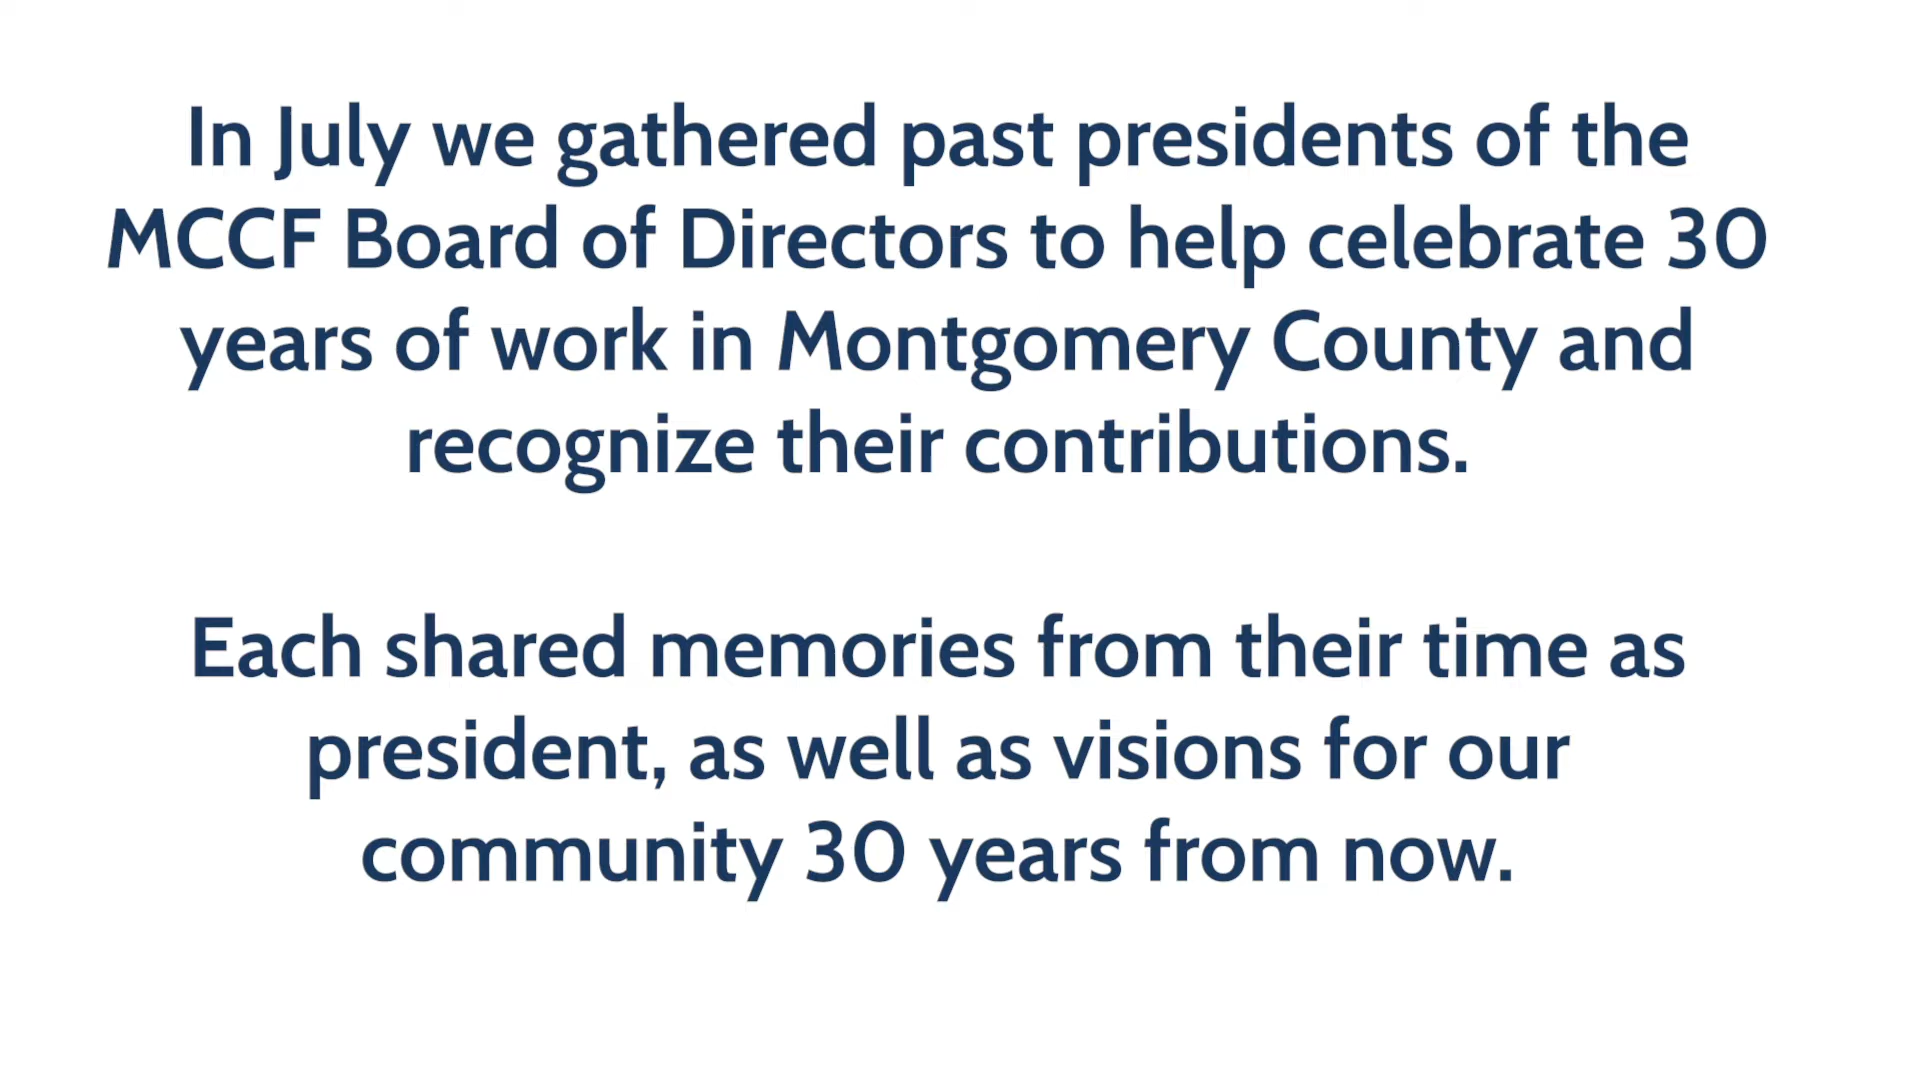 In July we gathered past presidents of the
MCCF Board of Directors to help celebrate 30
years of work in Montgomery County and
recognize their contributions.
Each shared memories from their time as
president, as well as visions for our
community 30 years from now.